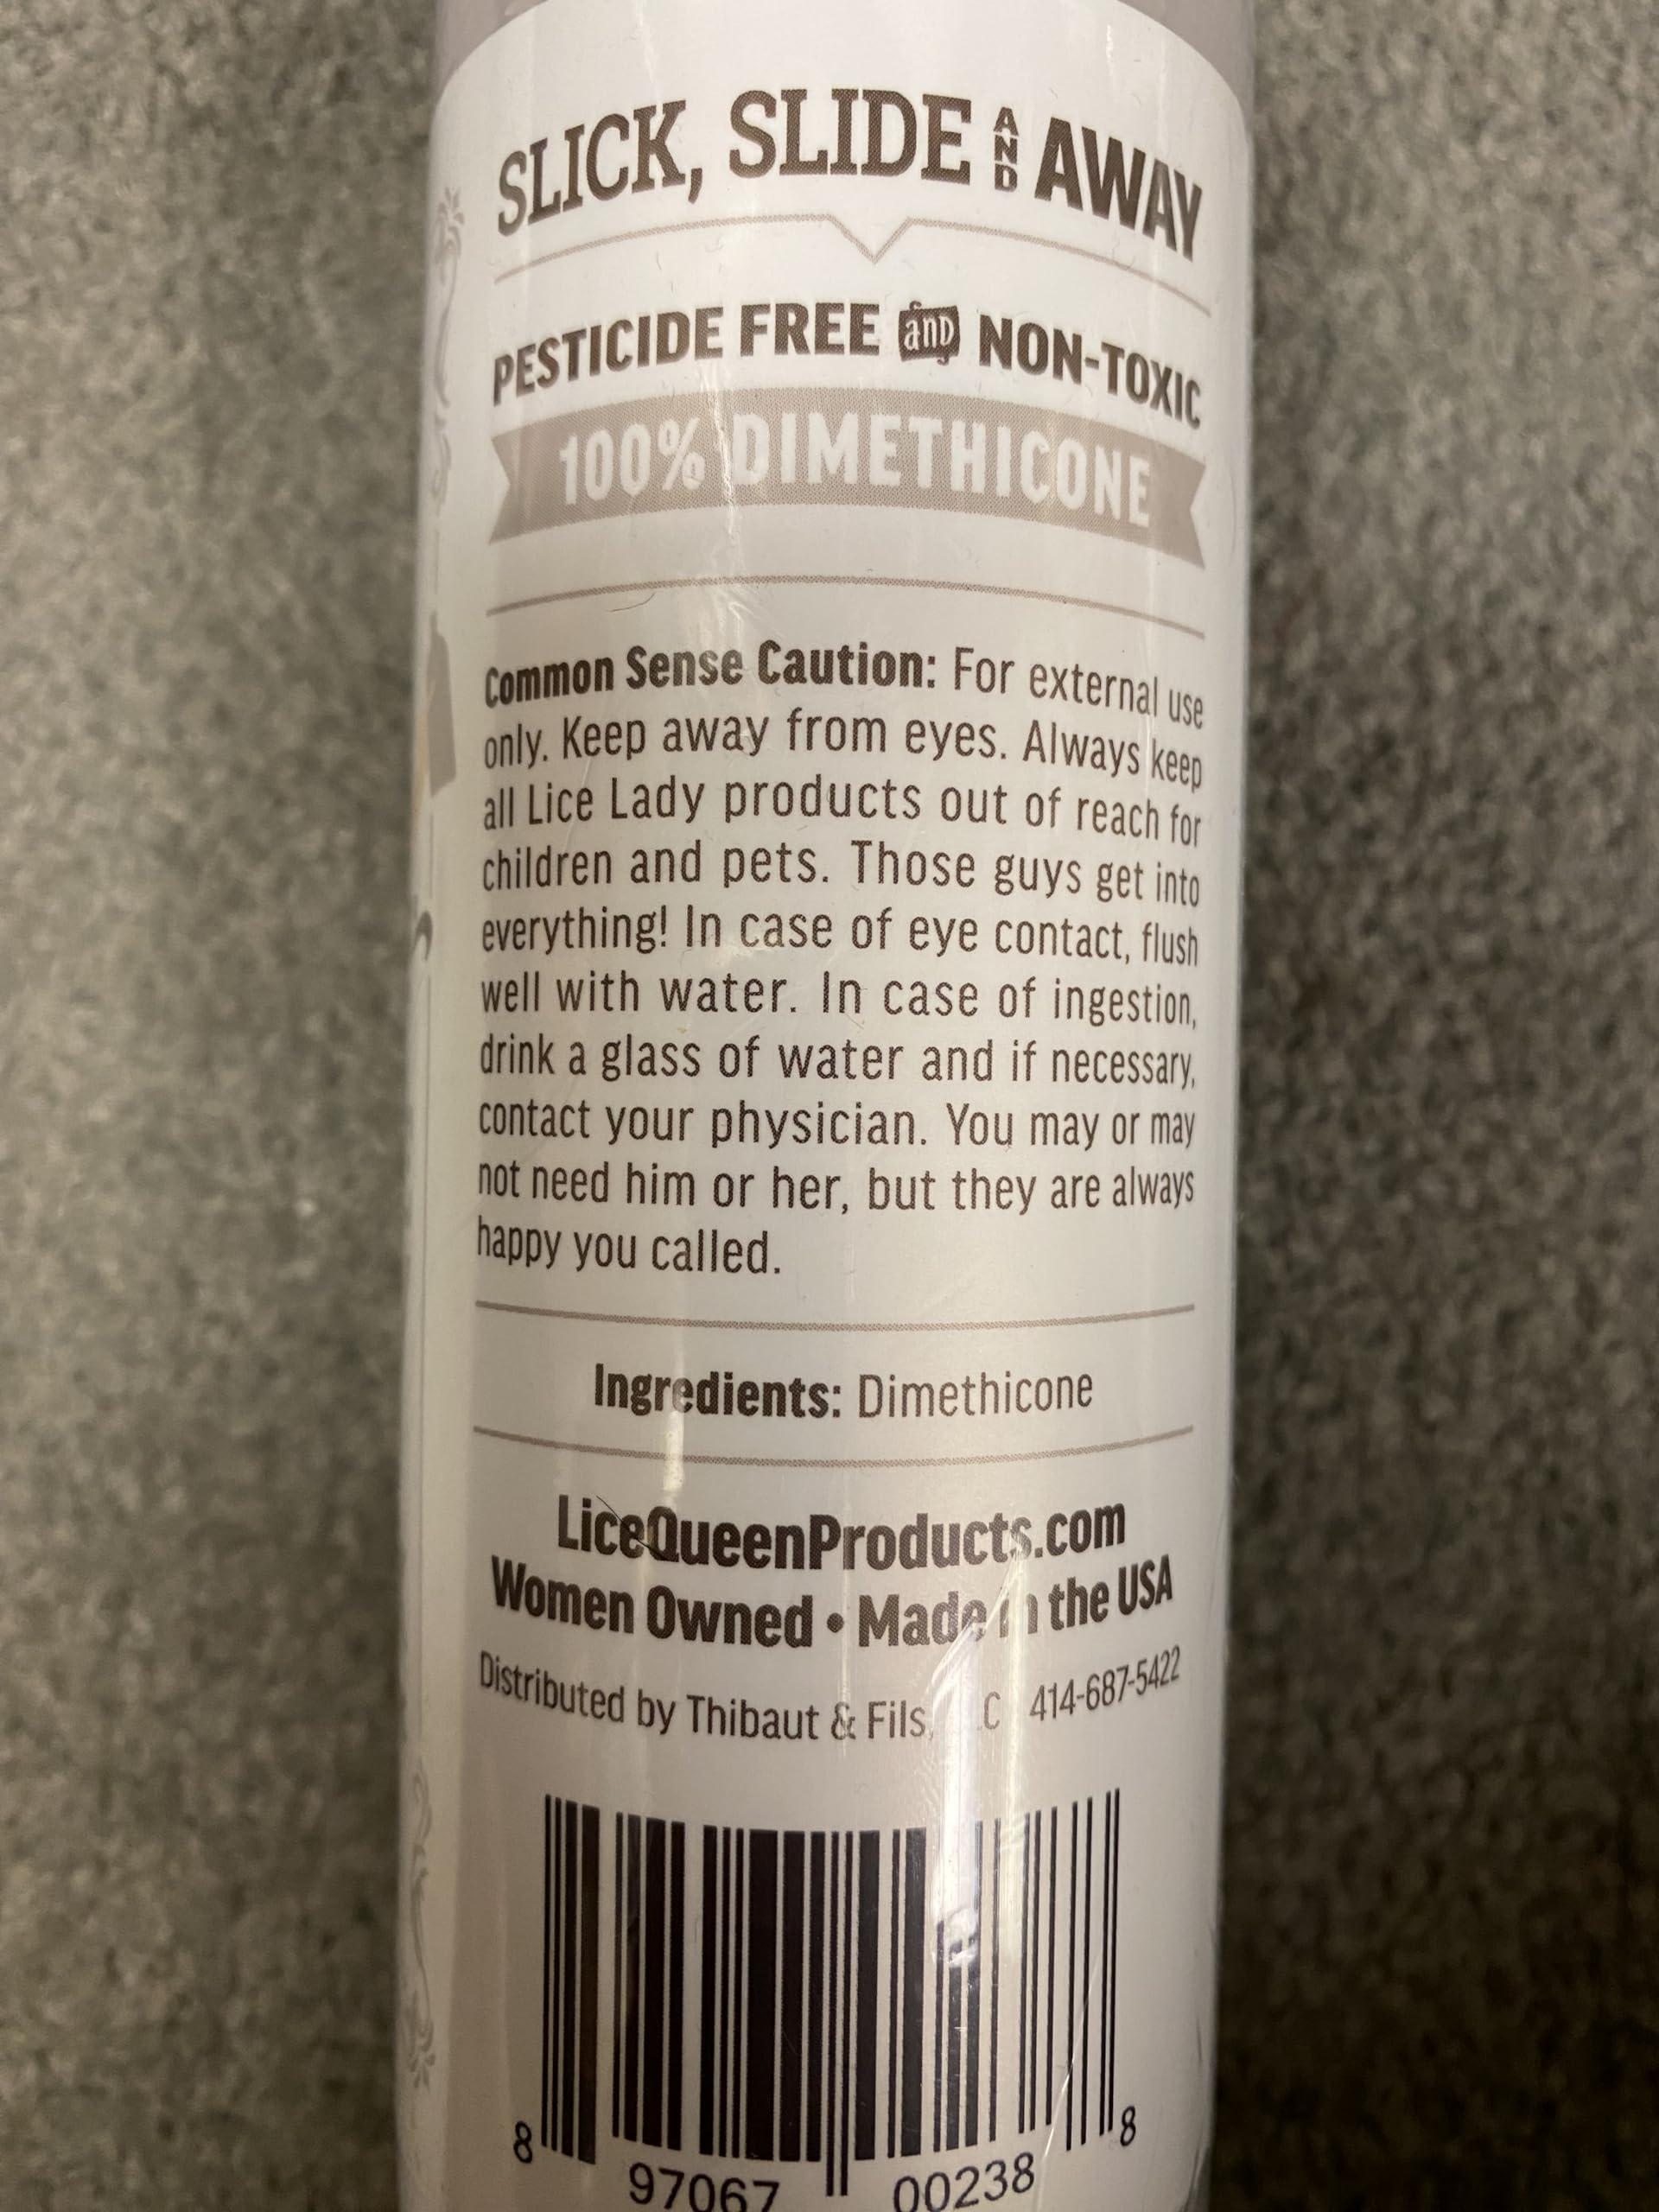 SLICK, SLIDE AND AWAY
PESTICIDE FREE and NON-TOXIC
100% DIMETHICONE
Common Sense Caution: For external use
only. Keep away from eyes. Always keep
all Lice Lady products out of reach for
children and pets. Those guys get into
everything! In case of eye contact, flush
well with water. In case of ingestion,
drink a glass of water and if necessary,
contact your physician. You may or may
not need him or her, but they are always
happy you called.
Ingredients: Dimethicone
LiceQueenProducts.com
Women Owned • Made in the USA
Distributed by Thibaut & Fils, 414-687-5422
8 97067 00238 8